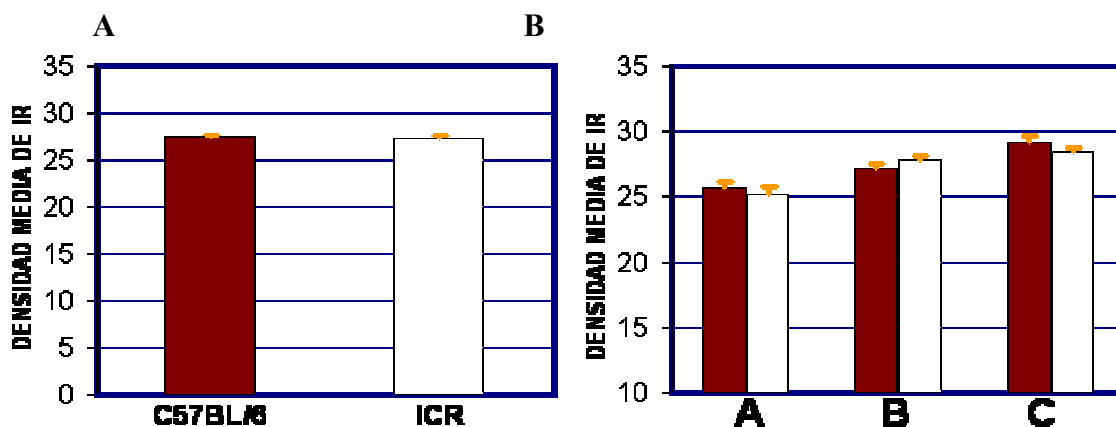 A
B
DENSIDAD MEDIA DE IR
35
30
25
20
15
10
5
0
C57BL/6
ICR
DENSIDAD MEDIA DE IR
35
30
25
20
15
10
A
B
C